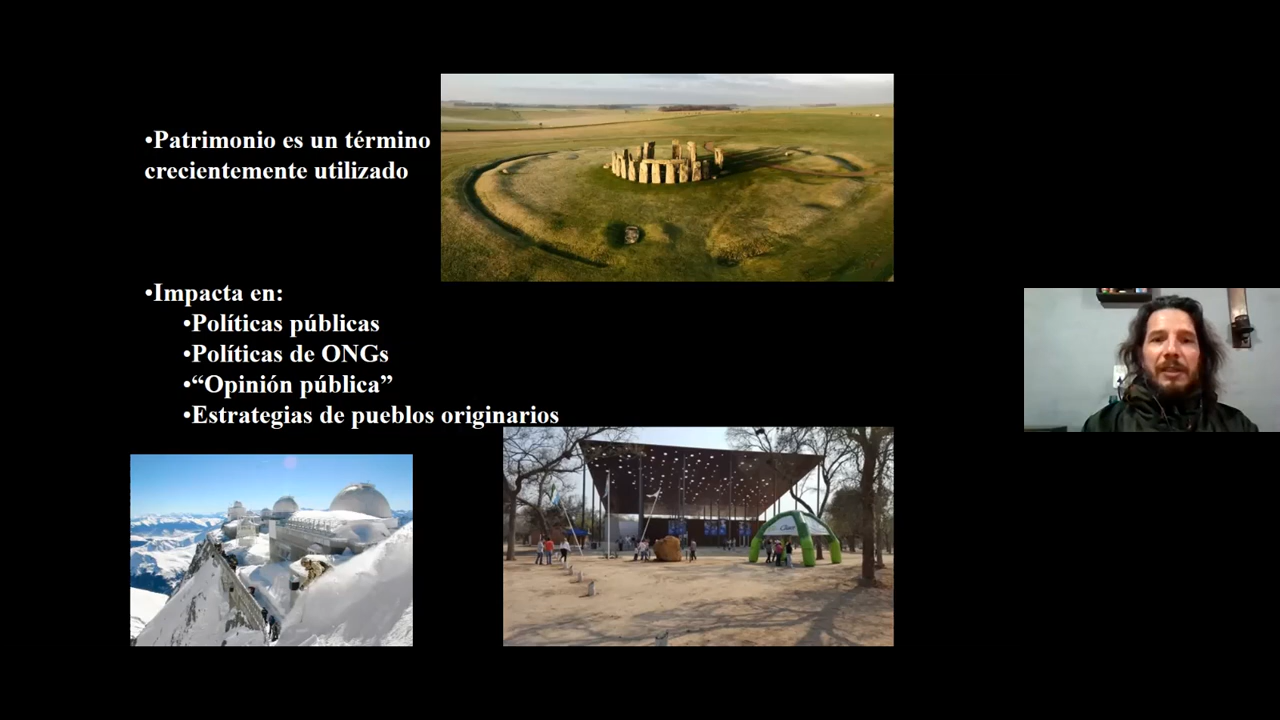 •Patrimonio es un término
crecientemente utilizado
•Impacta en:
•Políticas públicas
•Políticas de ONGs
•“Opinión pública”
•Estrategias de pueblos originarios